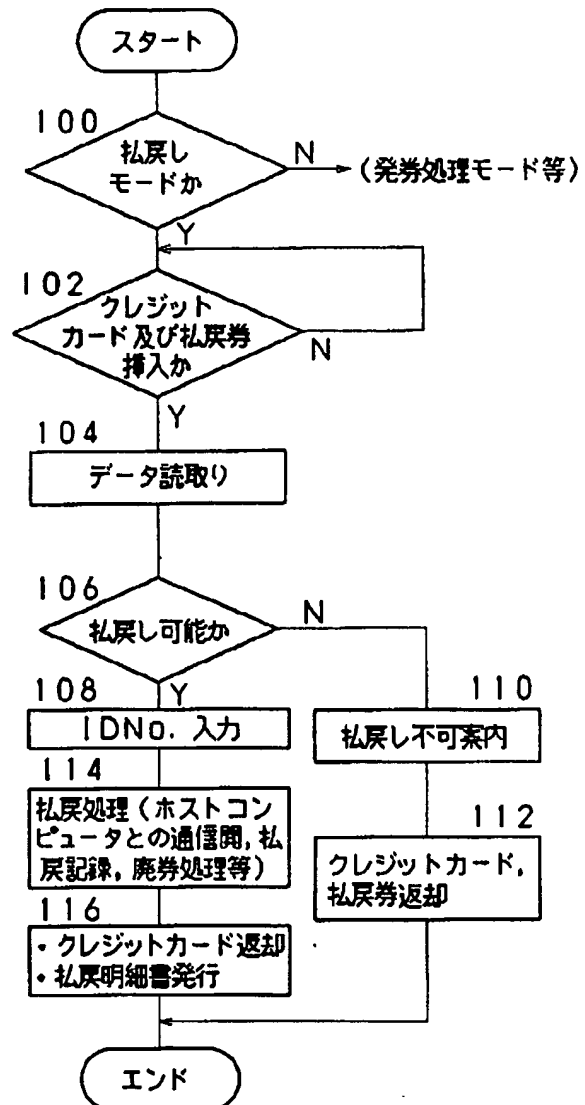 スタート
100
払戻し
モードか
N
(発券処理モード等)
Y
102
クレジット
カード及び払戻券
挿入か
N
Y
104
データ読取り
106
払戻し可能か
N
Y
108
IDNo. 入力
110
払戻し不可案内
114
払戻処理(ホストコン
ピュータとの通信開,払
戻記録,廃券処理等)
112
クレジットカード,
払戻券返却
116
・クレジットカード返却
・払戻明細書発行
エンド